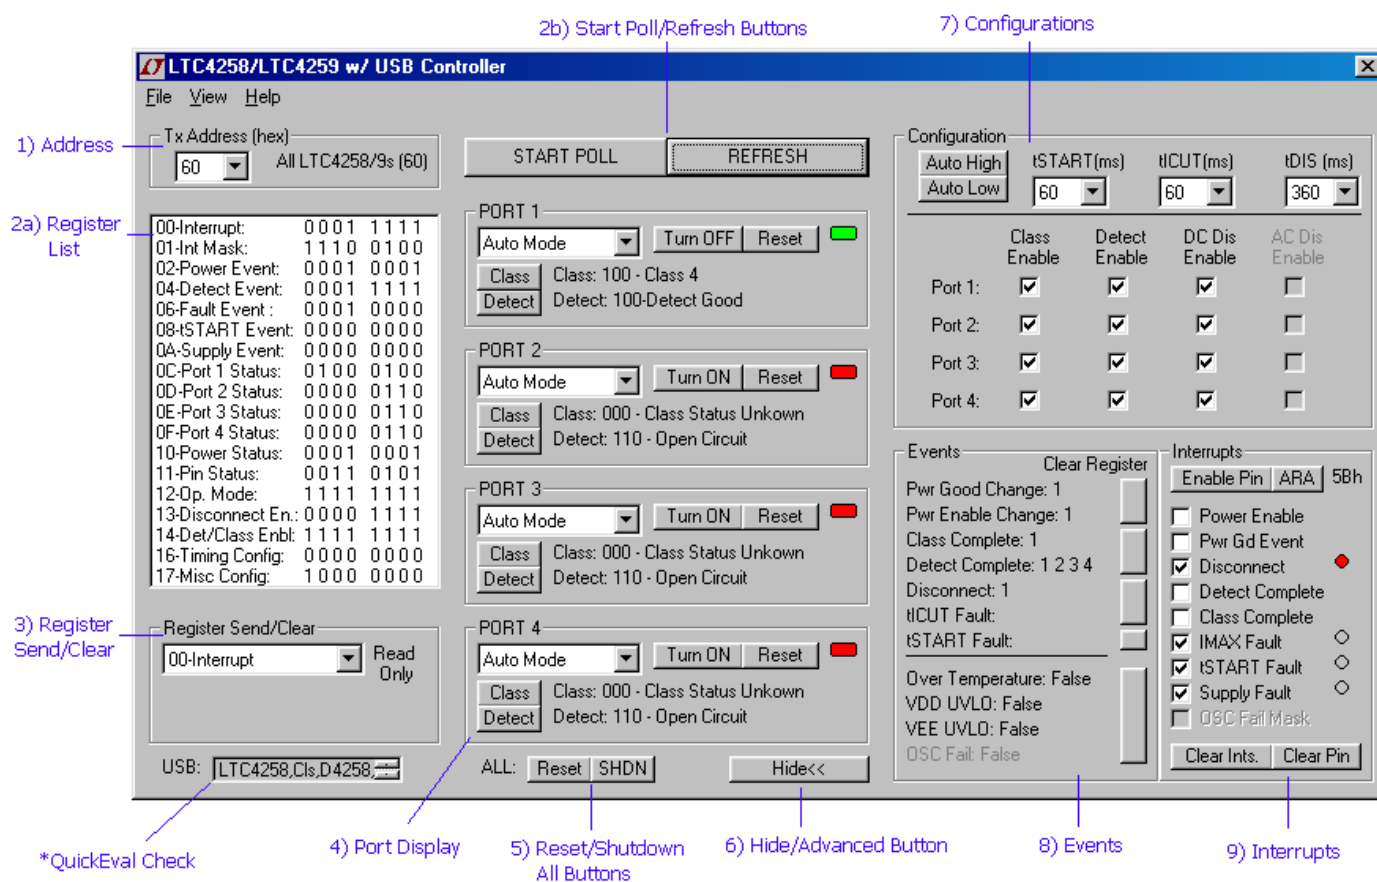 2b) Start Poll/Refresh Buttons
7) Configurations
LTC4258/LTC4259 w/ USB Controller
File View Help
1) Address
Tx Address (hex)
60 All LTC4258/9s (60)
START POLL REFRESH
2a) Register
List
00-Interrupt: 0001 1111
01-Int Mask: 1110 0100
02-Power Event: 0001 0001
04-Detect Event: 0001 1111
06-Fault Event : 0001 0000
08-tSTART Event: 0000 0000
0A-Supply Event: 0000 0000
0C-Port 1 Status: 0100 0100
0D-Port 2 Status: 0000 0110
0E-Port 3 Status: 0000 0110
0F-Port 4 Status: 0000 0110
10-Power Status: 0001 0001
11-Pin Status: 0011 0101
12-Op. Mode: 1111 1111
13-Disconnect En.: 0000 1111
14-Det/Class Enbl: 1111 1111
16-Timing Config: 0000 0000
17-Misc Config: 1000 0000
3) Register
Send/Clear
Register Send/Clear
00-Interrupt Read
Only
USB: LTC4258,Cls,D4258,
*QuickEval Check
PORT 1
Auto Mode Turn OFF Reset
Class Class: 100 - Class 4
Detect Detect: 100-Detect Good
PORT 2
Auto Mode Turn ON Reset
Class Class: 000 - Class Status Unkown
Detect Detect: 110 - Open Circuit
PORT 3
Auto Mode Turn ON Reset
Class Class: 000 - Class Status Unkown
Detect Detect: 110 - Open Circuit
PORT 4
Auto Mode Turn ON Reset
Class Class: 000 - Class Status Unkown
Detect Detect: 110 - Open Circuit
ALL: Reset SHDN Hide<<
4) Port Display
5) Reset/Shutdown
All Buttons
6) Hide/Advanced Button
Configuration
Auto High tSTART(ms) tICUT(ms) tDIS (ms)
Auto Low 60 60 360
Class Detect DC Dis AC Dis
Enable Enable Enable Enable
Port 1:
Port 2:
Port 3:
Port 4:
Events
Clear Register
Pwr Good Change: 1
Pwr Enable Change: 1
Class Complete: 1
Detect Complete: 1 2 3 4
Disconnect: 1
tICUT Fault:
tSTART Fault:
Over Temperature: False
VDD UVLO: False
VEE UVLO: False
OSC Fail: False
8) Events
Interrupts
Enable Pin ARA 5Bh
Power Enable
Pwr Gd Event
Disconnect
Detect Complete
Class Complete
IMAX Fault
tSTART Fault
Supply Fault
OSC Fail Mask
Clear Ints. Clear Pin
9) Interrupts